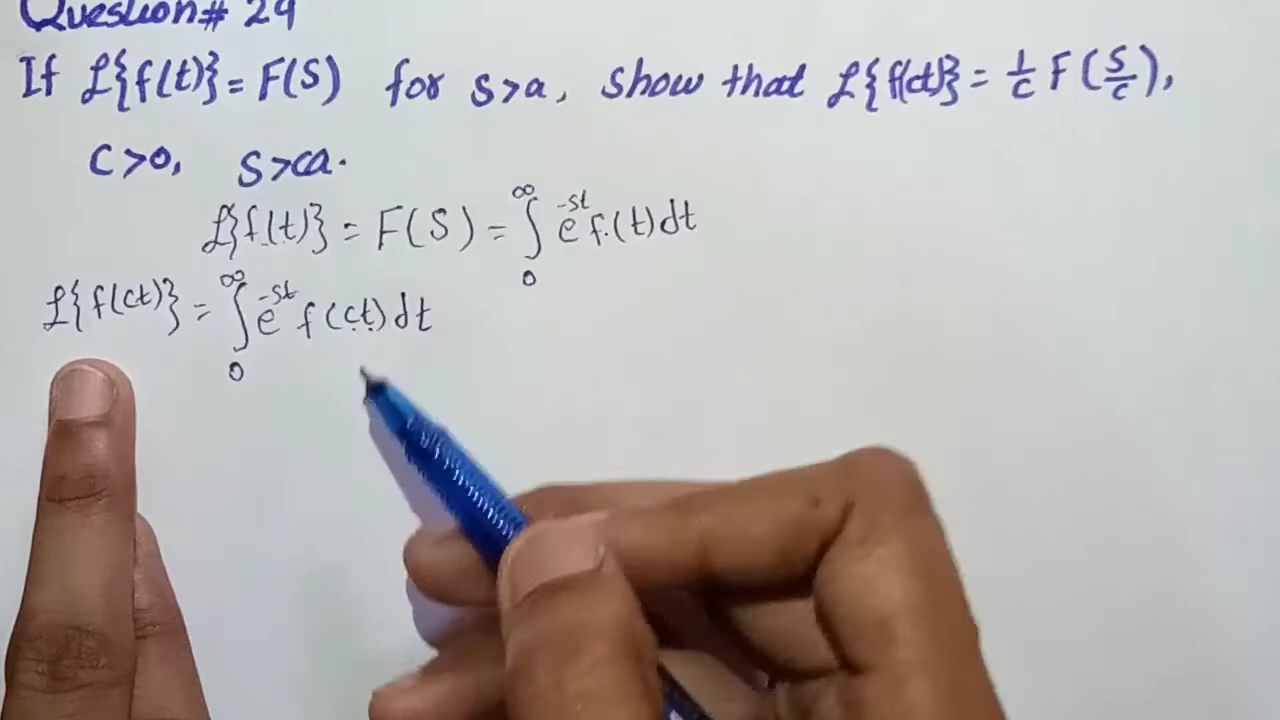 Question# 24
If ℒ{f(t)} = F(S) for s>a, show that ℒ{f(ct)} = 1/c F(S/c),
C>0, S>ca.
ℒ{f(t)} = F(S) = ∫₀^∞ e^(-st) f(t)dt
ℒ{f(ct)} = ∫₀^∞ e^(-st) f(ct)dt